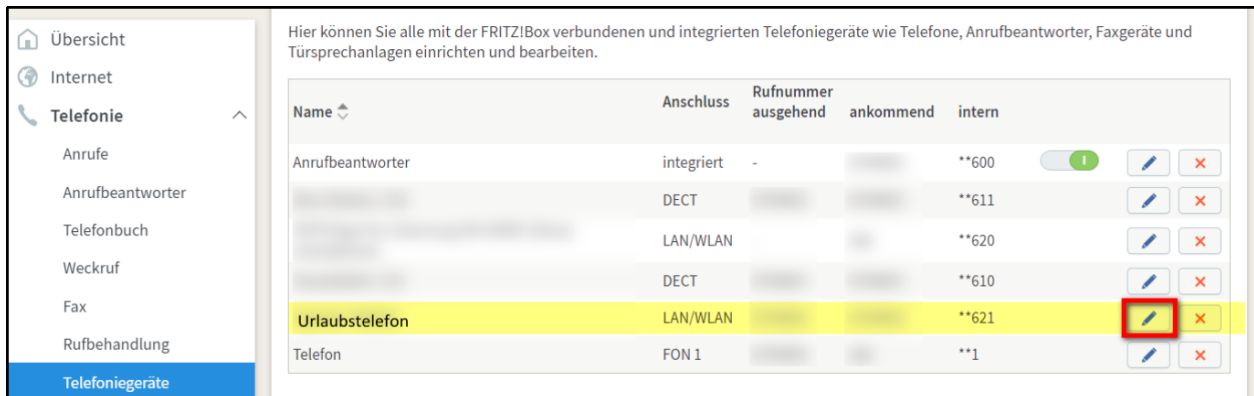 Übersicht
Internet
Telefonie
Anrufe
Anrufbeantworter
Telefonbuch
Weckruf
Fax
Rufbehandlung
Telefoniegeräte
Hier können Sie alle mit der FRITZ!Box verbundenen und integrierten Telefoniegeräte wie Telefone, Anrufbeantworter, Faxgeräte und
Türsprechanlagen einrichten und bearbeiten.
Name Anschluss Rufnummer ausgehend ankommend intern
Anrufbeantworter integriert - **600
DECT **611
LAN/WLAN **620
DECT **610
Urlaubstelefon LAN/WLAN **621
Telefon FON 1 **1